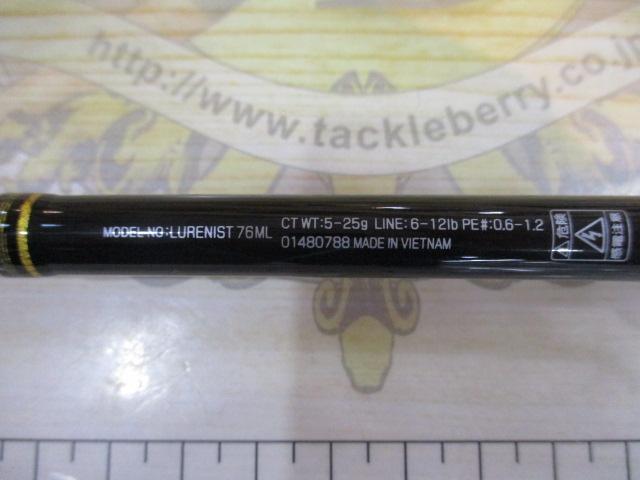 http://www.tackleberry.co.jp
MODEL NO:LURENIST 76ML
CT WT:5-25g LINE:6-12lb PE#:0.6-1.2
01480788 MADE IN VIETNAM
危険
感電注意